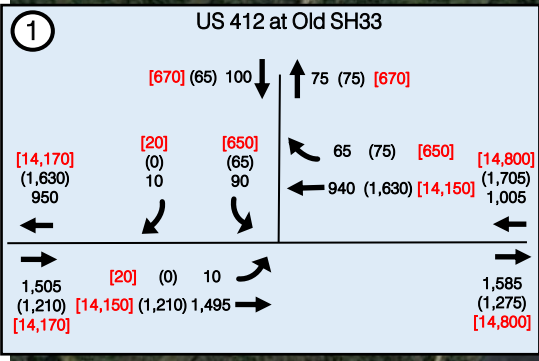 1
US 412 at Old SH33
[670] (65) 100
75 (75) [670]
[20]
(0)
10
[650]
(65)
90
65 (75) [650]
940 (1,630) [14,150]
[14,170]
(1,630)
950
[14,800]
(1,705)
1,005
1,505
(1,210)
[14,170]
[20] (0) 10
[14,150] (1,210) 1,495
1,585
(1,275)
[14,800]